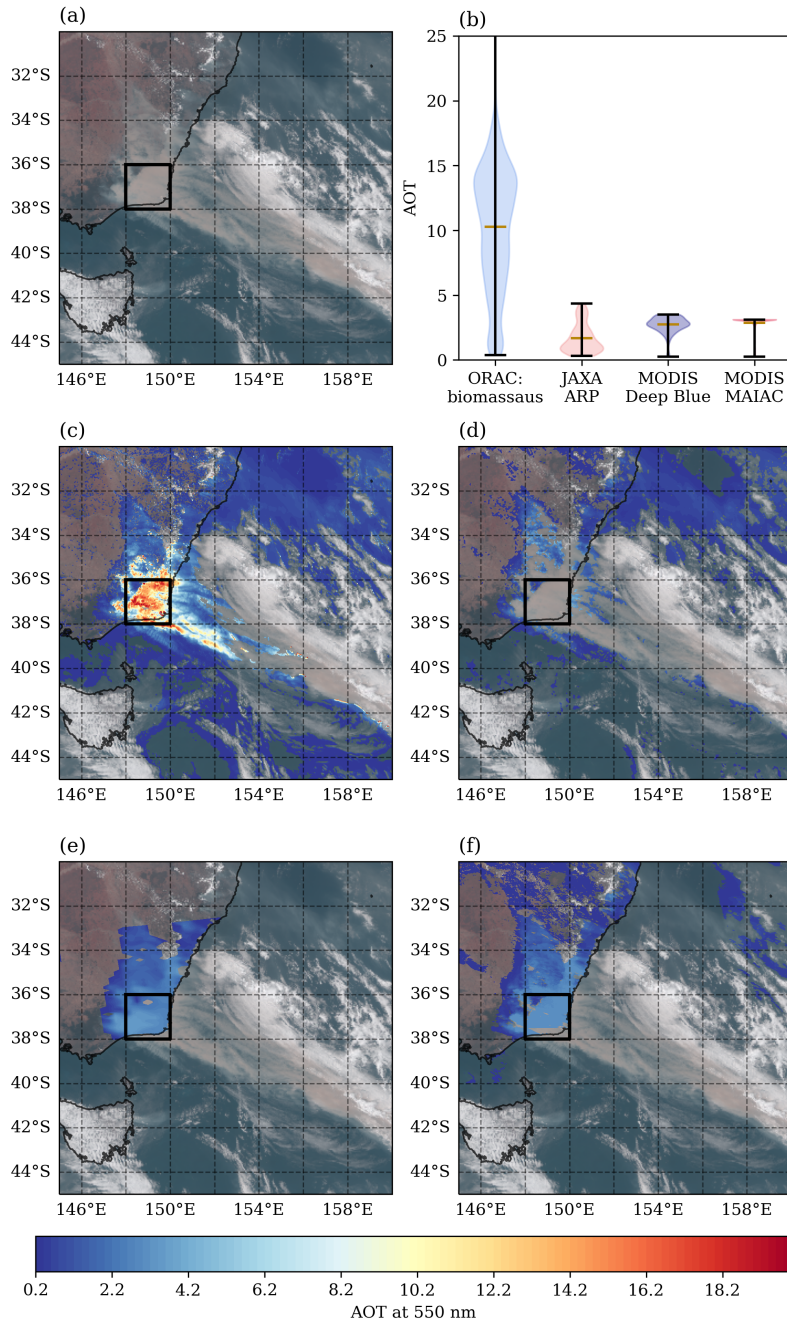 (a)
32°S
34°S
36°S
38°S
40°S
42°S
44°S
146°E 150°E 154°E 158°E
(b)
25
20
15
10
5
0
AOT
ORAC:
biomassaus
JAXA
ARP
MODIS
Deep Blue
MODIS
MAIAC
(c)
32°S
34°S
36°S
38°S
40°S
42°S
44°S
146°E 150°E 154°E 158°E
(d)
32°S
34°S
36°S
38°S
40°S
42°S
44°S
146°E 150°E 154°E 158°E
(e)
32°S
34°S
36°S
38°S
40°S
42°S
44°S
146°E 150°E 154°E 158°E
(f)
32°S
34°S
36°S
38°S
40°S
42°S
44°S
146°E 150°E 154°E 158°E
0.2 2.2 4.2 6.2 8.2 10.2 12.2 14.2 16.2 18.2
AOT at 550 nm